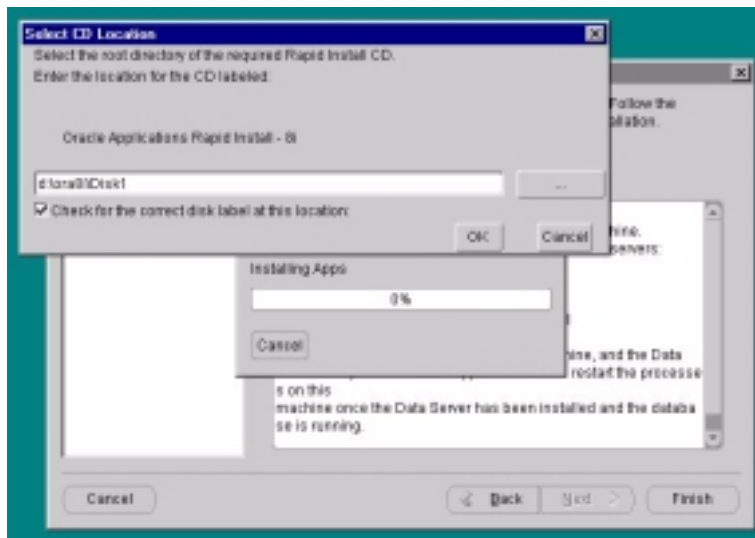 Select CD Location
Select the root directory of the required Rapid Install CD.
Enter the location for the CD labeled:
Oracle Applications Rapid Install - 8i
d:\ora8i\Disk1
...
Check for the correct disk label at this location:
OK
Cancel
Follow the
allation.
hine.
servers:
Installing Apps
0%
Cancel
hine, and the Data
restart the processe
s on this
machine once the Data Server has been installed and the databa
se is running.
Cancel
Back
Next
Finish